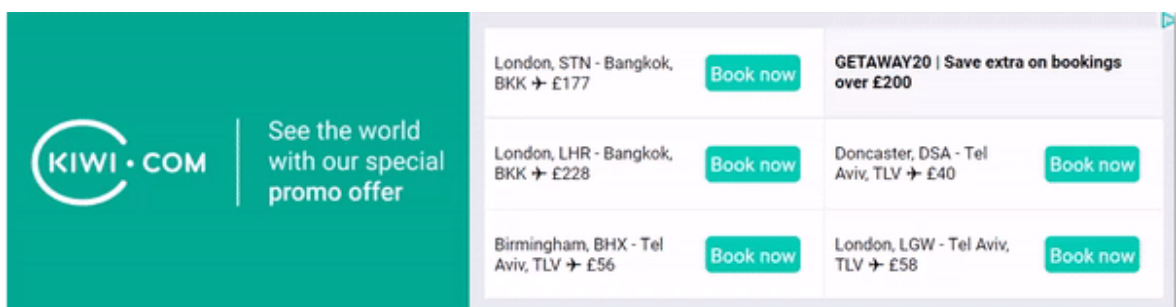 KIWI.COM
See the world
with our special
promo offer
London, STN - Bangkok,
BKK ✈ £177
Book now
GETAWAY20 | Save extra on bookings
over £200
London, LHR - Bangkok,
BKK ✈ £228
Book now
Doncaster, DSA - Tel
Aviv, TLV ✈ £40
Book now
Birmingham, BHX - Tel
Aviv, TLV ✈ £56
Book now
London, LGW - Tel Aviv,
TLV ✈ £58
Book now